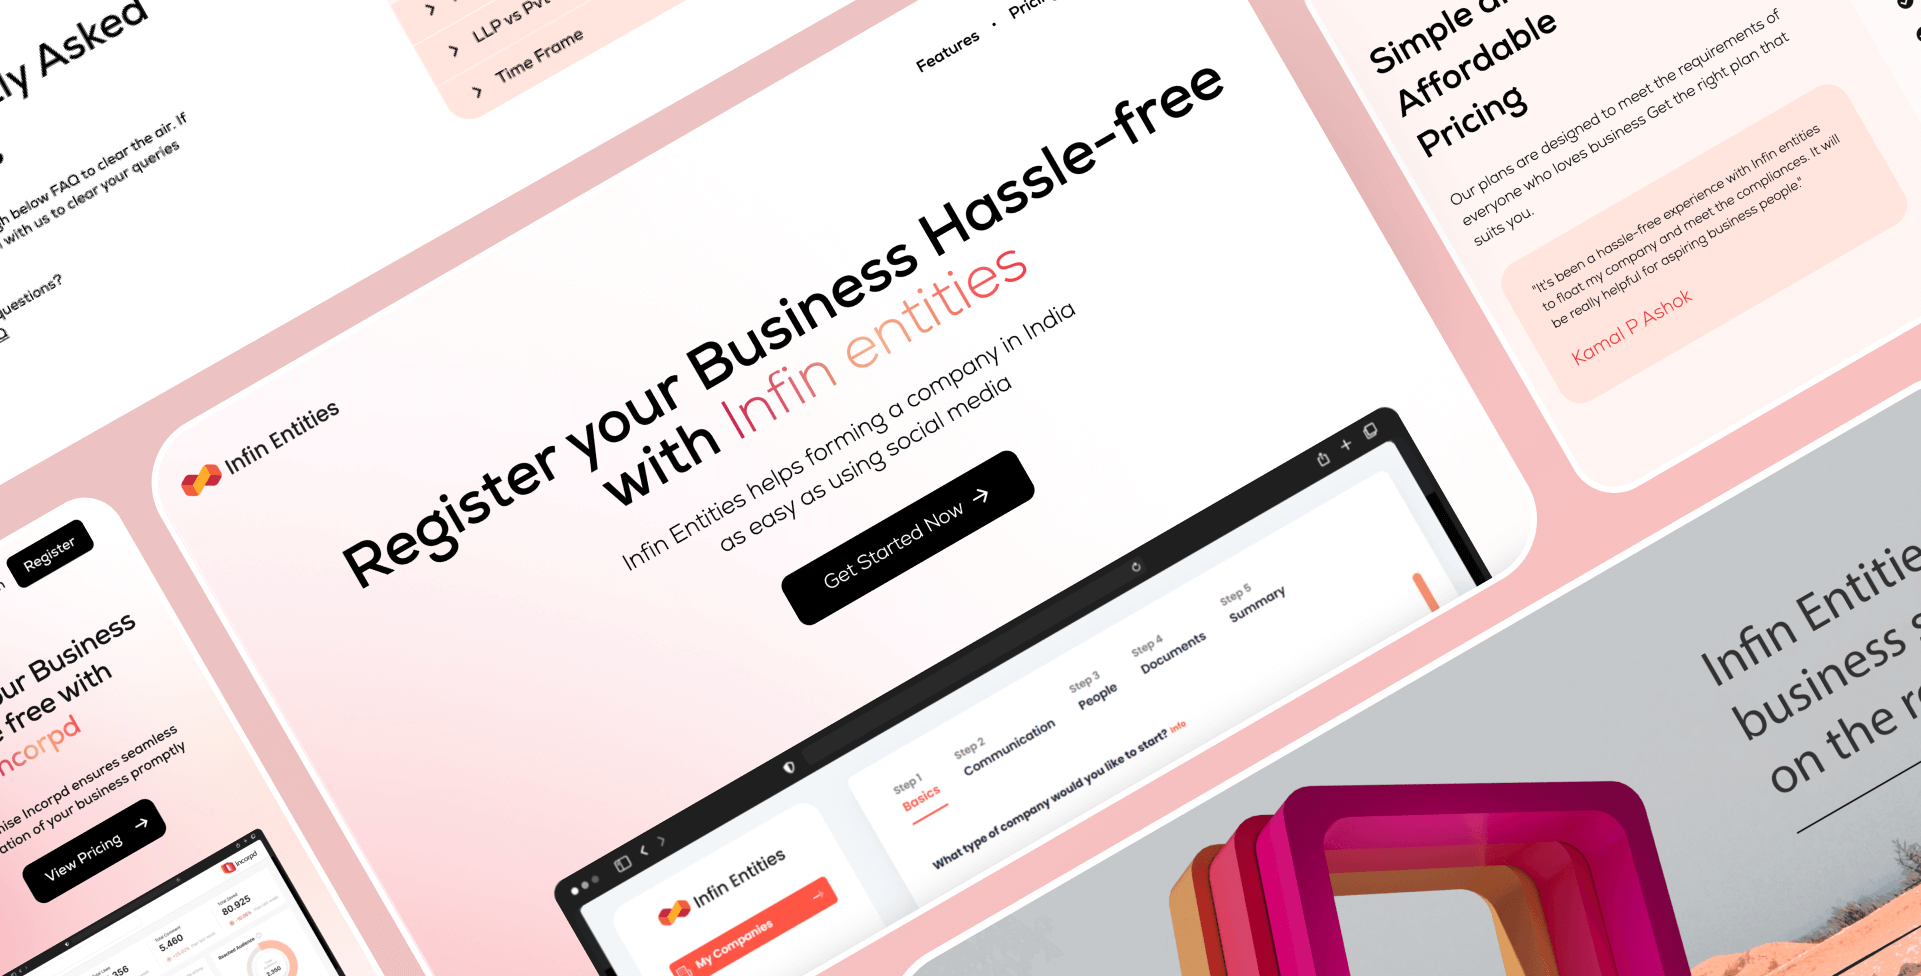 ly Asked
gh below FAQ to clear the air. If
with us to clear your queries
questions?
LLP vs Pvt
Time Frame
Features • Pricing
Infin Entities
Register your Business Hassle-free
with Infin entities
Infin Entities helps forming a company in India
as easy as using social media
Get Started Now
Step 1
Basics
Step 2
Communication
Step 3
People
Step 4
Documents
Step 5
Summary
What type of company would you like to start? Info
Infin Entities
My Companies
Simple
Affordable
Pricing
Our plans are designed to meet the requirements of
everyone who loves business Get the right plan that
suits you.
"It's been a hassle-free experience with Infin entities
to float my company and meet the compliances. It will
be really helpful for aspiring business people."
Kamal P Ashok
Register
ur Business
free with
ncorpd
ise Incorpd ensures seamless
ation of your business promptly
View Pricing
Incorpd
5.460
80.925
356
Reached Audience
2,350
Infin Entitie
business s
on the r